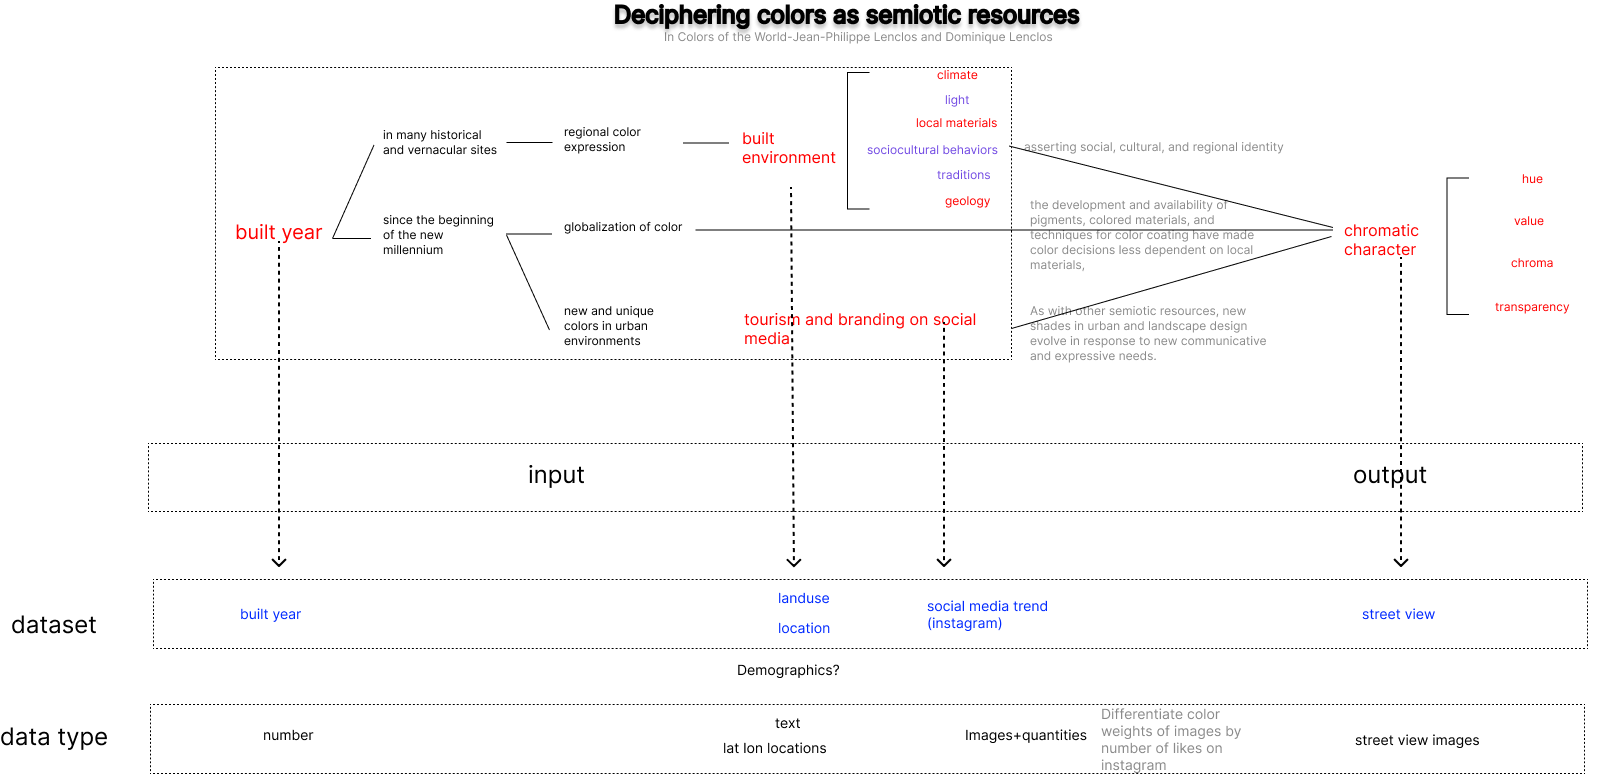 Deciphering colors as semiotic resources
In Colors of the World-Jean-Philippe Lenclos and Dominique Lenclos
built year
in many historical
and vernacular sites
regional color
expression
built
environment
climate
light
local materials
sociocultural behaviors
traditions
geology
asserting social, cultural, and regional identity
since the beginning
of the new
millennium
globalization of color
the development and availability of
pigments, colored materials, and
techniques for color coating have made
color decisions less dependent on local
materials,
new and unique
colors in urban
environments
tourism and branding on social
media
As with other semiotic resources, new
shades in urban and landscape design
evolve in response to new communicative
and expressive needs.
chromatic
character
hue
value
chroma
transparency
input
output
dataset
built year
landuse
location
social media trend
(instagram)
street view
Demographics?
data type
number
text
lat lon locations
Images+quantities
Differentiate color
weights of images by
number of likes on
instagram
street view images